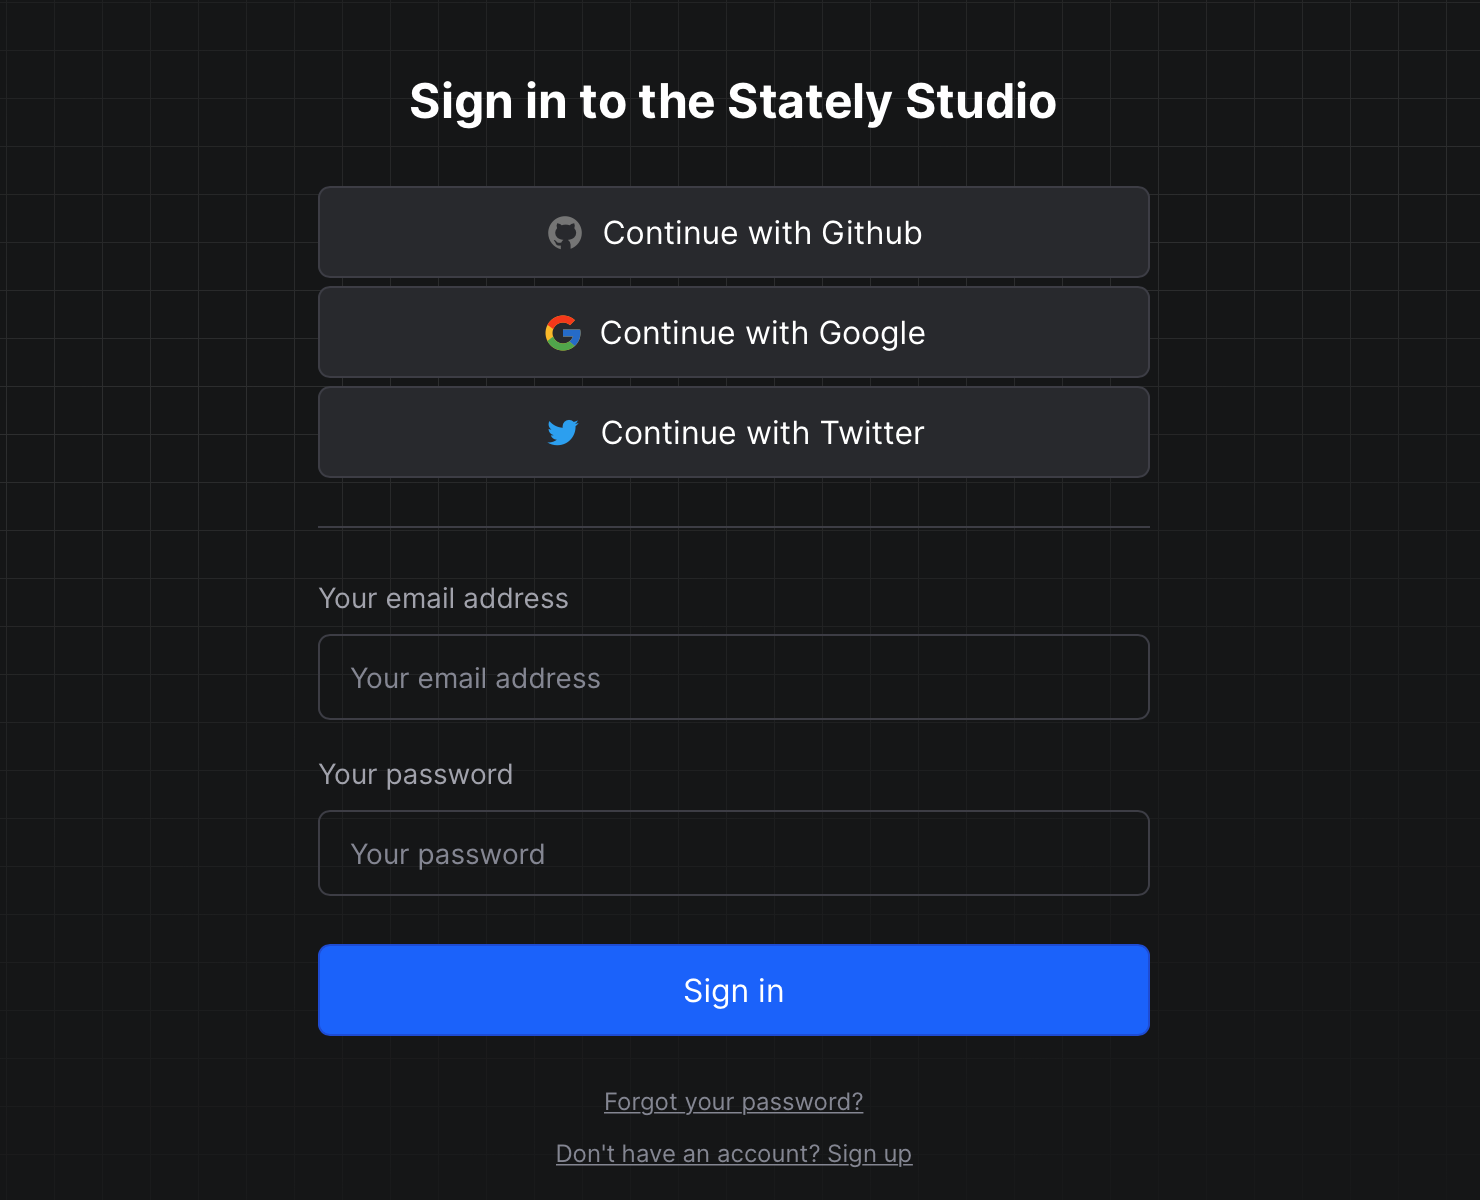 Sign in to the Stately Studio
Continue with Github
Continue with Google
Continue with Twitter
Your email address
Your email address
Your password
Your password
Sign in
Forgot your password?
Don't have an account? Sign up